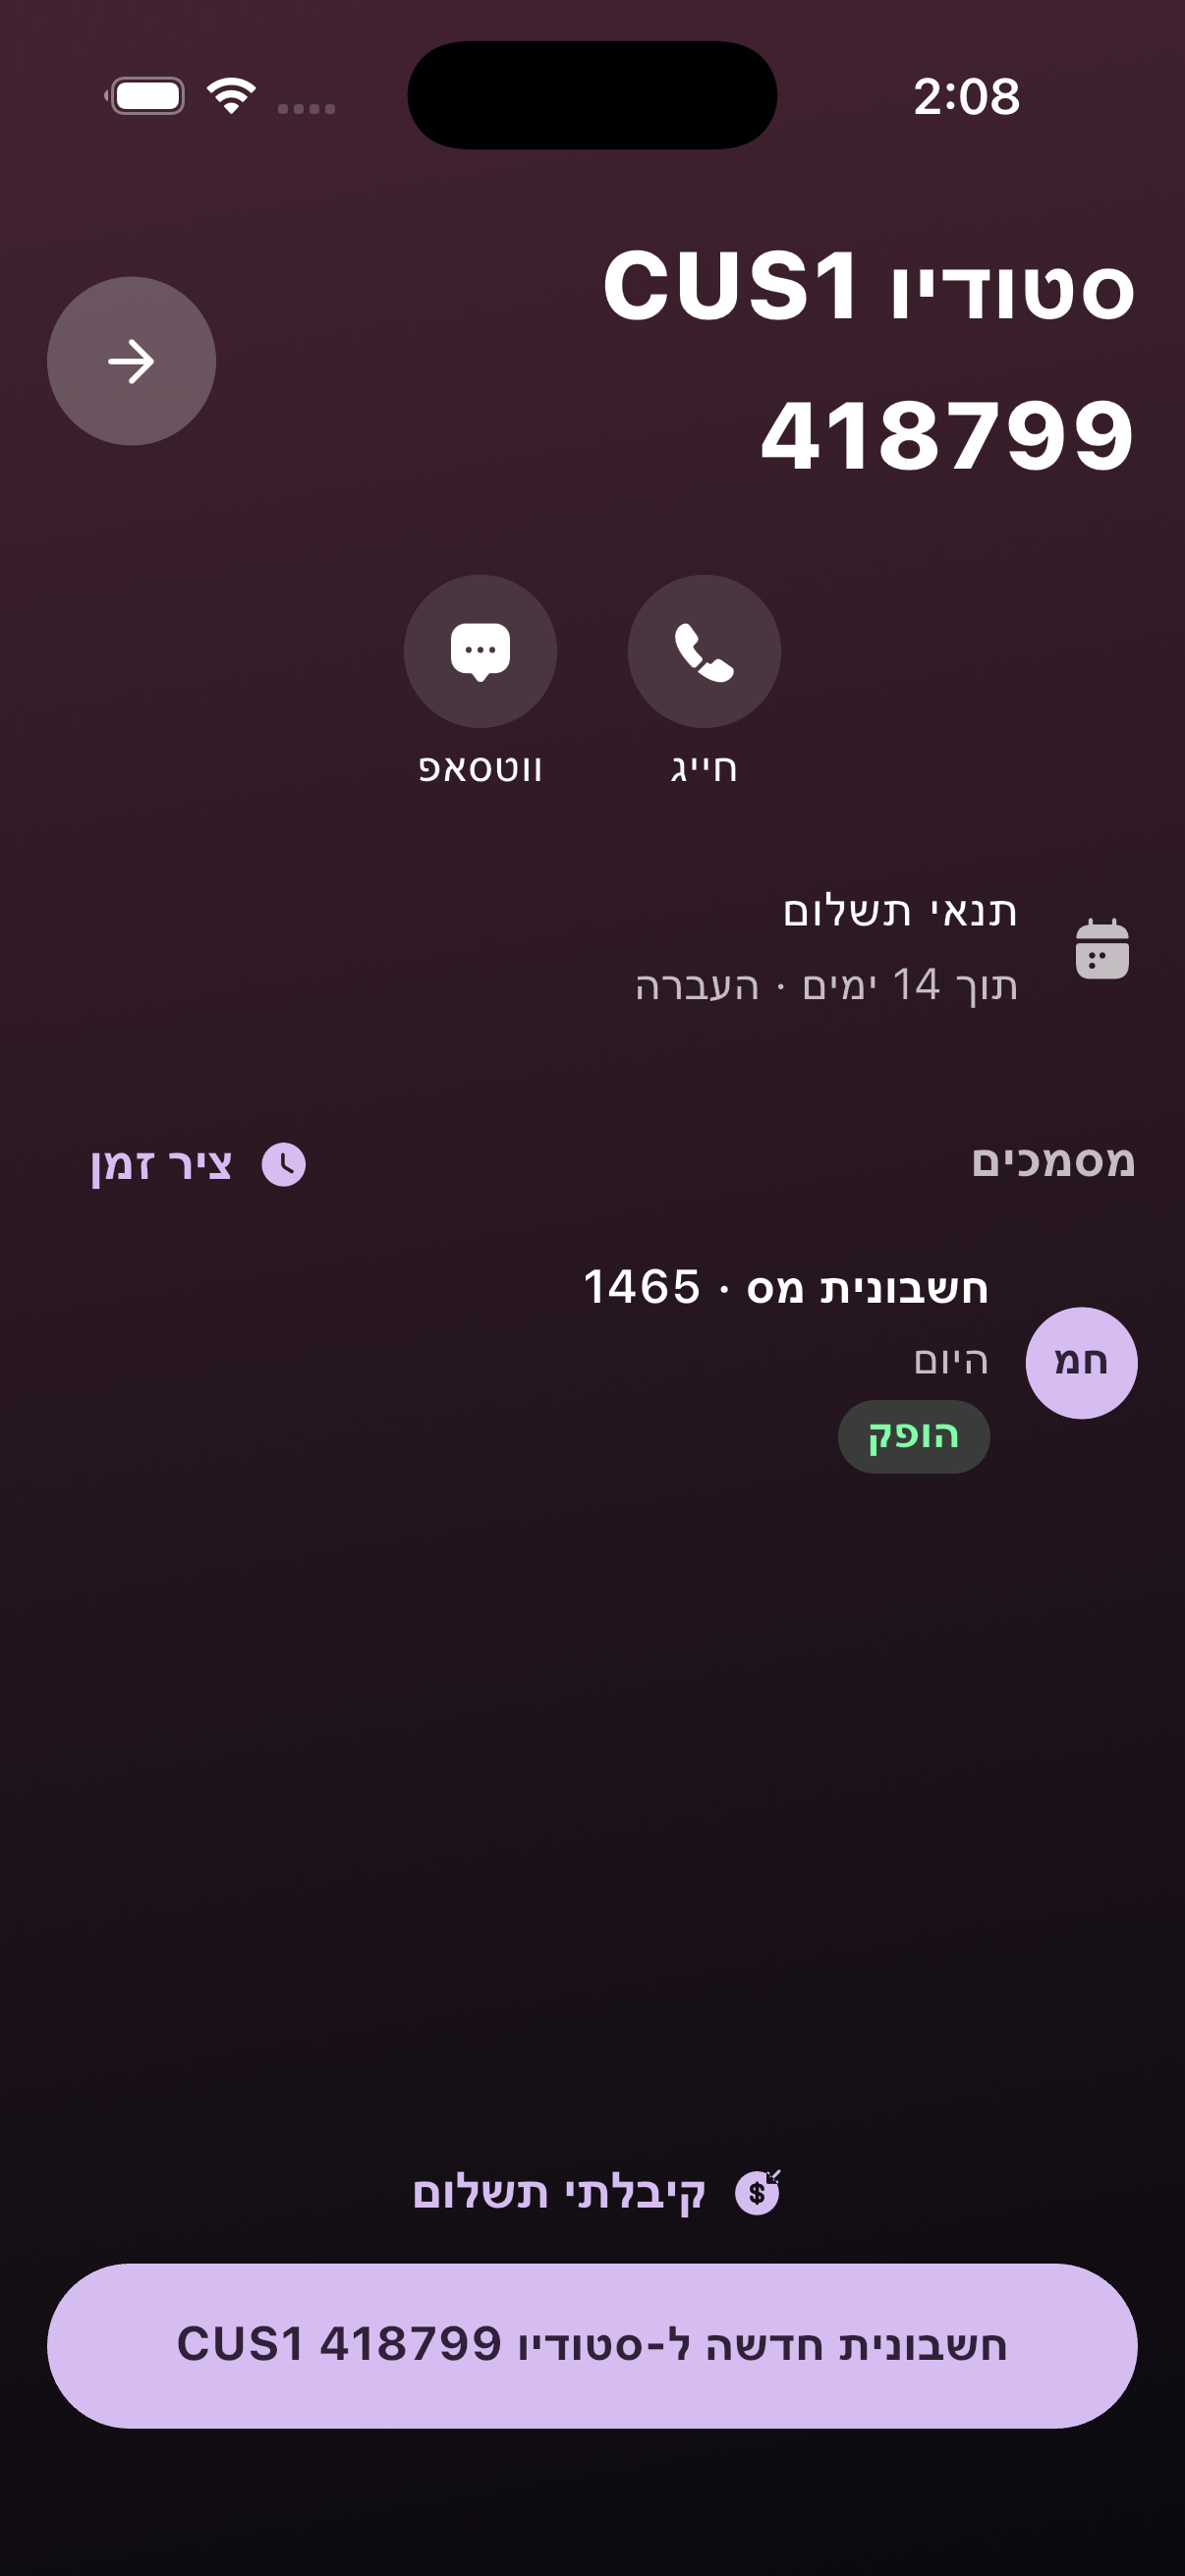 2:08
סטודיו CUS1
418799
חייג
ווטסאפ
תנאי תשלום
תוך 14 ימים · העברה
מסמכים
ציר זמן
חשבונית מס · 1465
חמ
היום
הופק
קיבלתי תשלום
חשבונית חדשה ל-סטודיו CUS1 418799